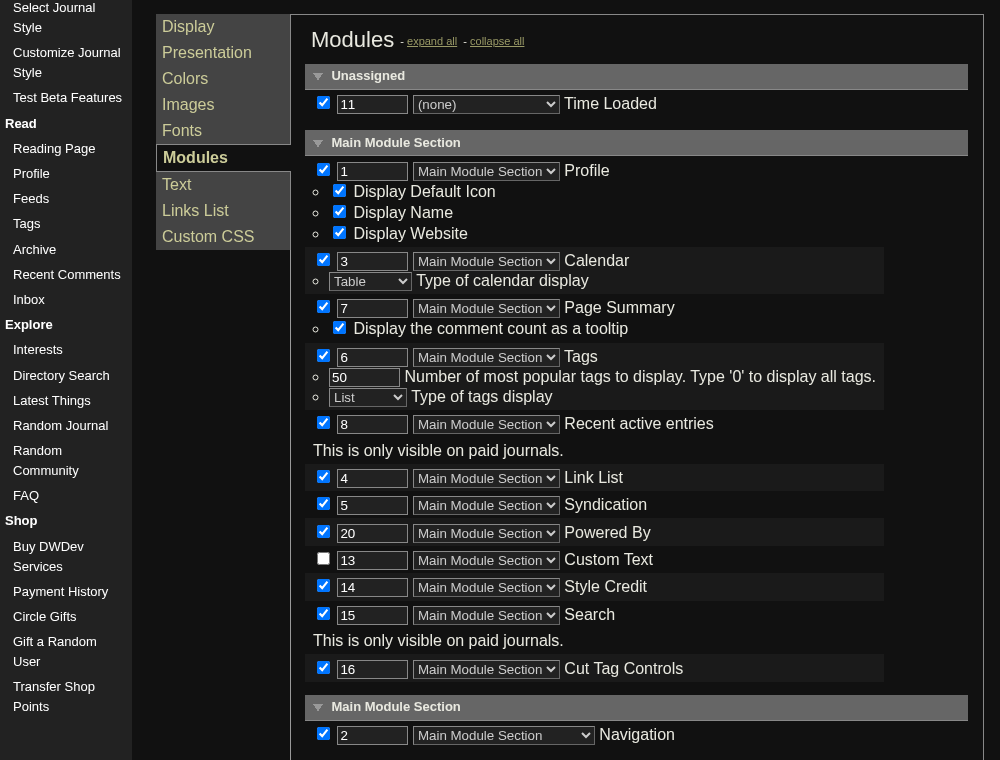 Select Journal
Style
Customize Journal
Style
Test Beta Features
Read
Reading Page
Profile
Feeds
Tags
Archive
Recent Comments
Inbox
Explore
Interests
Directory Search
Latest Things
Random Journal
Random
Community
FAQ
Shop
Buy DWDev
Services
Payment History
Circle Gifts
Gift a Random
User
Transfer Shop
Points
Display
Presentation
Colors
Images
Fonts
Modules
Text
Links List
Custom CSS
Modules - expand all - collapse all
Unassigned
11 (none) Time Loaded
Main Module Section
1 Main Module Section Profile
Display Default Icon
Display Name
Display Website
3 Main Module Section Calendar
Table Type of calendar display
7 Main Module Section Page Summary
Display the comment count as a tooltip
6 Main Module Section Tags
50 Number of most popular tags to display. Type '0' to display all tags.
List Type of tags display
8 Main Module Section Recent active entries
This is only visible on paid journals.
4 Main Module Section Link List
5 Main Module Section Syndication
20 Main Module Section Powered By
13 Main Module Section Custom Text
14 Main Module Section Style Credit
15 Main Module Section Search
This is only visible on paid journals.
16 Main Module Section Cut Tag Controls
Main Module Section
2 Main Module Section Navigation